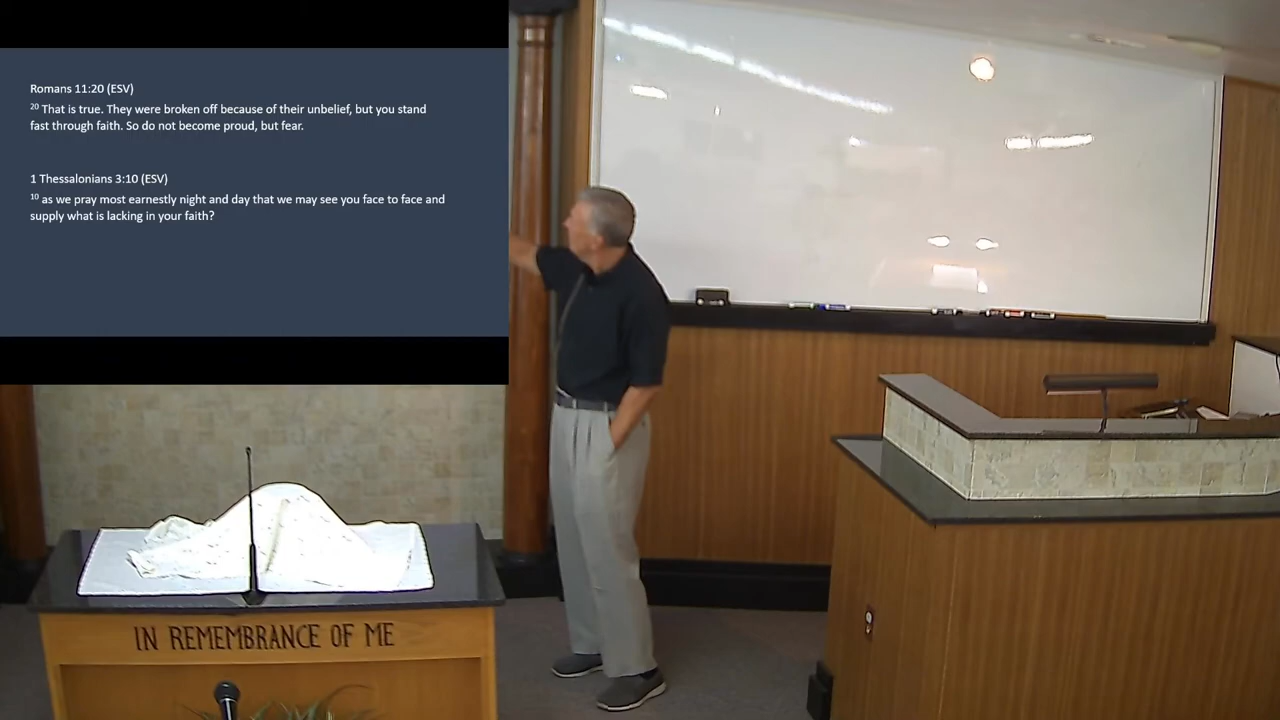 Romans 11:20 (ESV)
20 That is true. They were broken off because of their unbelief, but you stand
fast through faith. So do not become proud, but fear.
1 Thessalonians 3:10 (ESV)
10 as we pray most earnestly night and day that we may see you face to face and
supply what is lacking in your faith?
IN REMEMBRANCE OF ME